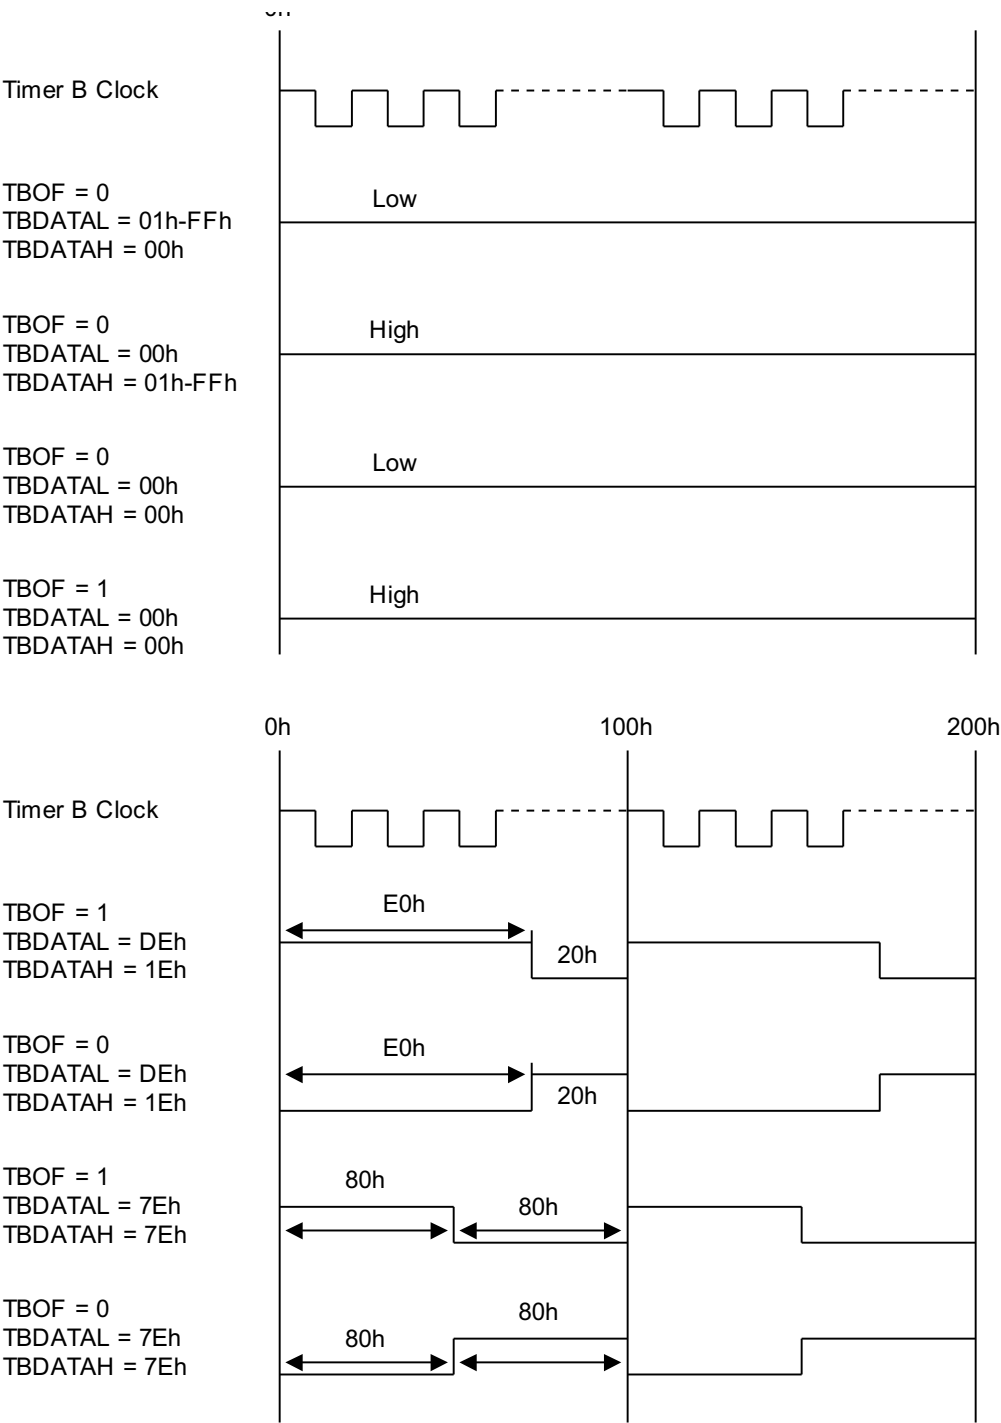 Timer B Clock
TBOF = 0
TBDATAL = 01h-FFh
TBDATAH = 00h
Low
TBOF = 0
TBDATAL = 00h
TBDATAH = 01h-FFh
High
TBOF = 0
TBDATAL = 00h
TBDATAH = 00h
Low
TBOF = 1
TBDATAL = 00h
TBDATAH = 00h
High
0h 100h 200h
Timer B Clock
TBOF = 1
TBDATAL = DEh
TBDATAH = 1Eh
E0h
20h
TBOF = 0
TBDATAL = DEh
TBDATAH = 1Eh
E0h
20h
TBOF = 1
TBDATAL = 7Eh
TBDATAH = 7Eh
80h
80h
TBOF = 0
TBDATAL = 7Eh
TBDATAH = 7Eh
80h
80h